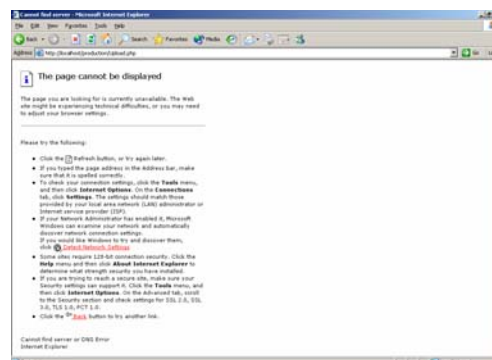 Cannot find server - Microsoft Internet Explorer
File Edit View Favorites Tools Help
Back Search Favorites Media
Address http://localhost/production/upload.php Go
The page cannot be displayed
The page you are looking for is currently unavailable. The Web
site might be experiencing technical difficulties, or you may need
to adjust your browser settings.
Please try the following:
Click the Refresh button, or try again later.
If you typed the page address in the Address bar, make
sure that it is spelled correctly.
To check your connection settings, click the Tools menu,
and then click Internet Options. On the Connections
tab, click Settings. The settings should match those
provided by your local area network (LAN) administrator or
Internet service provider (ISP).
If your Network Administrator has enabled it, Microsoft
Windows can examine your network and automatically
discover network connection settings.
If you would like Windows to try and discover them,
click Detect Network Settings
Some sites require 128-bit connection security. Click the
Help menu and then click About Internet Explorer to
determine what strength security you have installed.
If you are trying to reach a secure site, make sure your
Security settings can support it. Click the Tools menu, and
then click Internet Options. On the Advanced tab, scroll
to the Security section and check settings for SSL 2.0, SSL
3.0, TLS 1.0, PCT 1.0.
Click the Back button to try another link.
Cannot find server or DNS Error
Internet Explorer